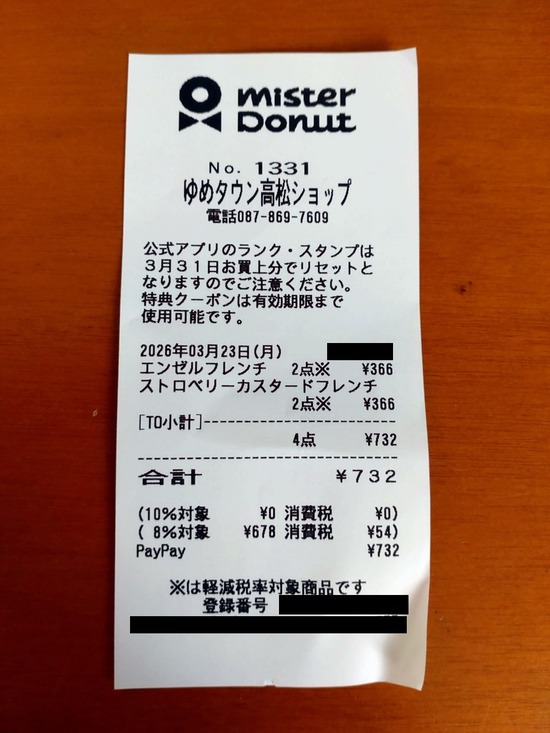 mister
Donut
No. 1331
ゆめタウン高松ショップ
電話087-869-7609
公式アプリのランク・スタンプは
3月31日お買上分でリセットと
なりますのでご注意ください。
特典クーポンは有効期限まで
使用可能です。
2026年03月23日(月)
エンゼルフレンチ 2点※ ¥366
ストロベリーカスタードフレンチ
2点※ ¥366
[TO小計]
4点 ¥732
合計 ¥732
(10%対象 ¥0 消費税 ¥0)
( 8%対象 ¥678 消費税 ¥54)
PayPay ¥732
※は軽減税率対象商品です
登録番号